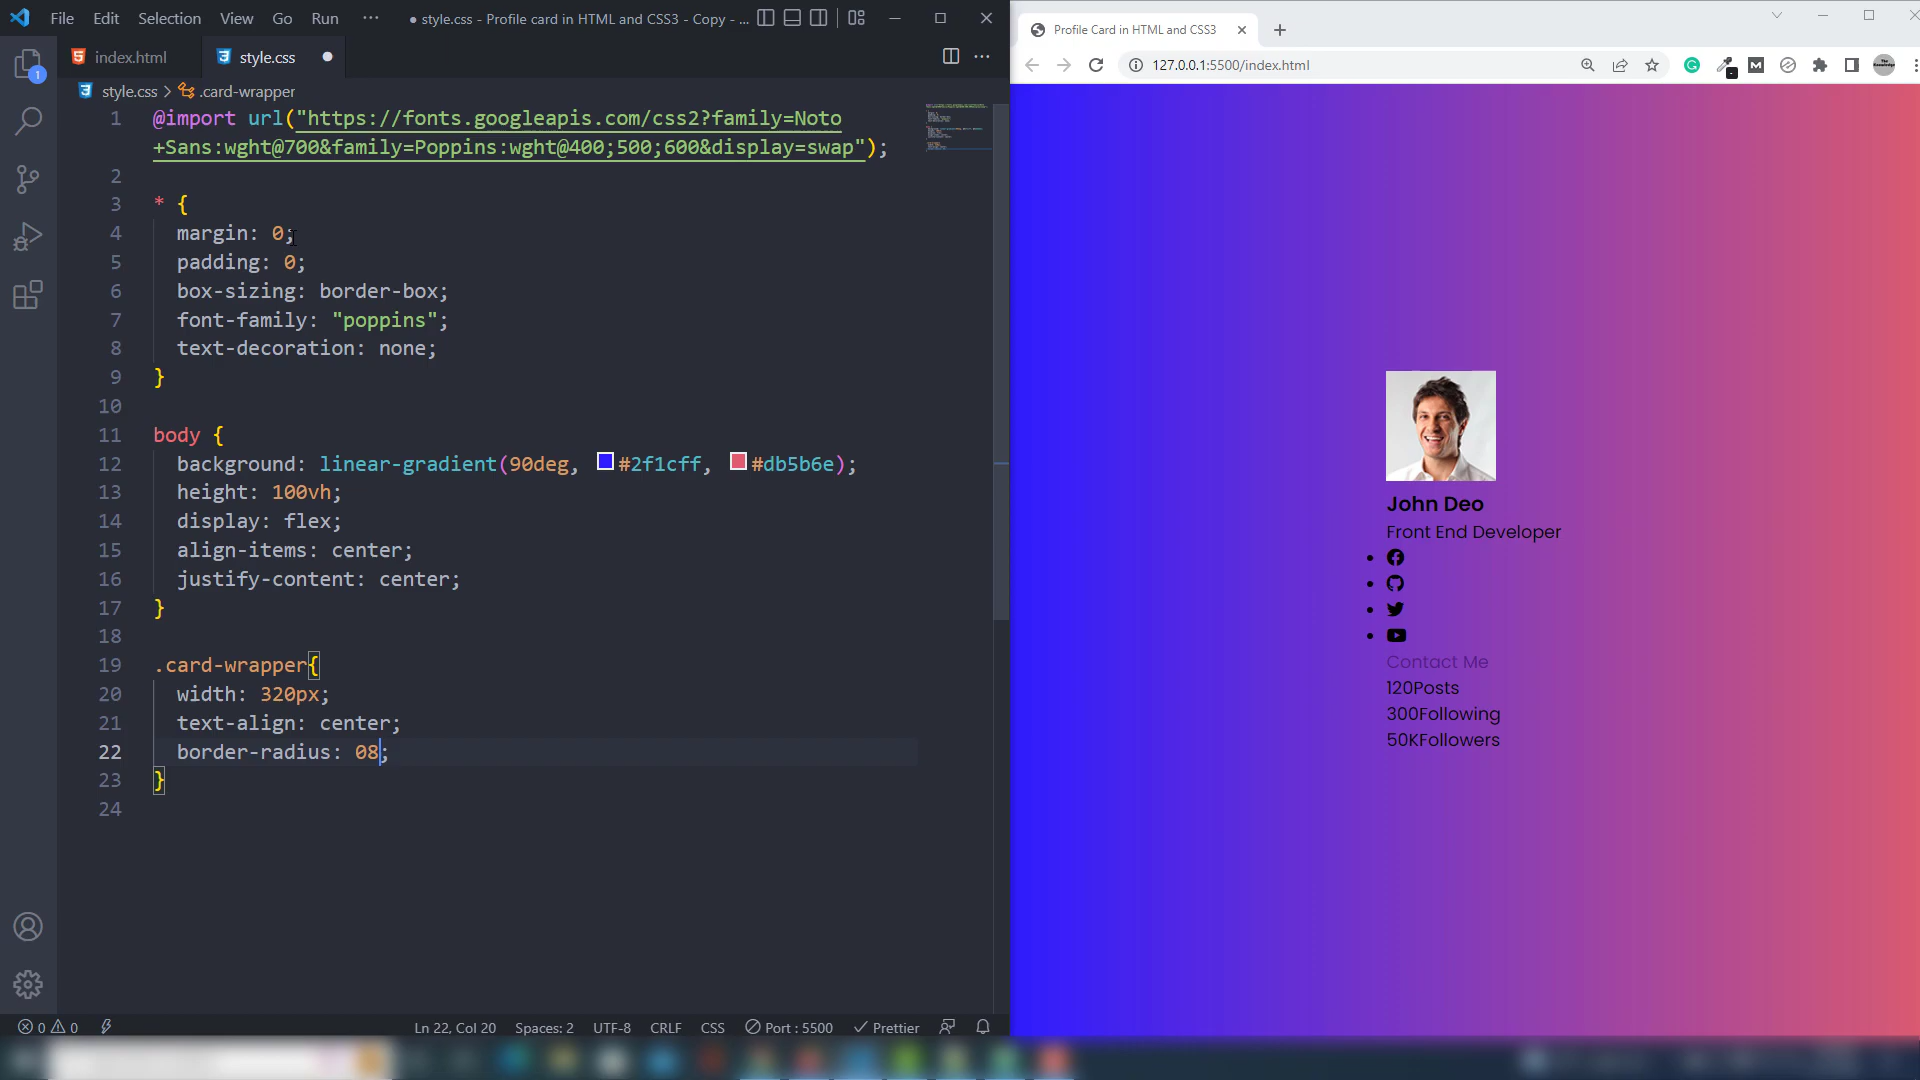 File Edit Selection View Go Run ··· ● style.css - Profile card in HTML and CSS3 - Copy - ...
index.html style.css
style.css > .card-wrapper
1 @import url("https://fonts.googleapis.com/css2?family=Noto
+Sans:wght@700&family=Poppins:wght@400;500;600&display=swap");
2
3 * {
4 margin: 0;
5 padding: 0;
6 box-sizing: border-box;
7 font-family: "poppins";
8 text-decoration: none;
9 }
10
11 body {
12 background: linear-gradient(90deg, #2f1cff, #db5b6e);
13 height: 100vh;
14 display: flex;
15 align-items: center;
16 justify-content: center;
17 }
18
19 .card-wrapper{
20 width: 320px;
21 text-align: center;
22 border-radius: 08;
23 }
24
1
0 0 Ln 22, Col 20 Spaces: 2 UTF-8 CRLF CSS Port : 5500 Prettier
Profile Card in HTML and CSS3
127.0.0.1:5500/index.html
John Deo
Front End Developer
Contact Me
120Posts
300Following
50KFollowers